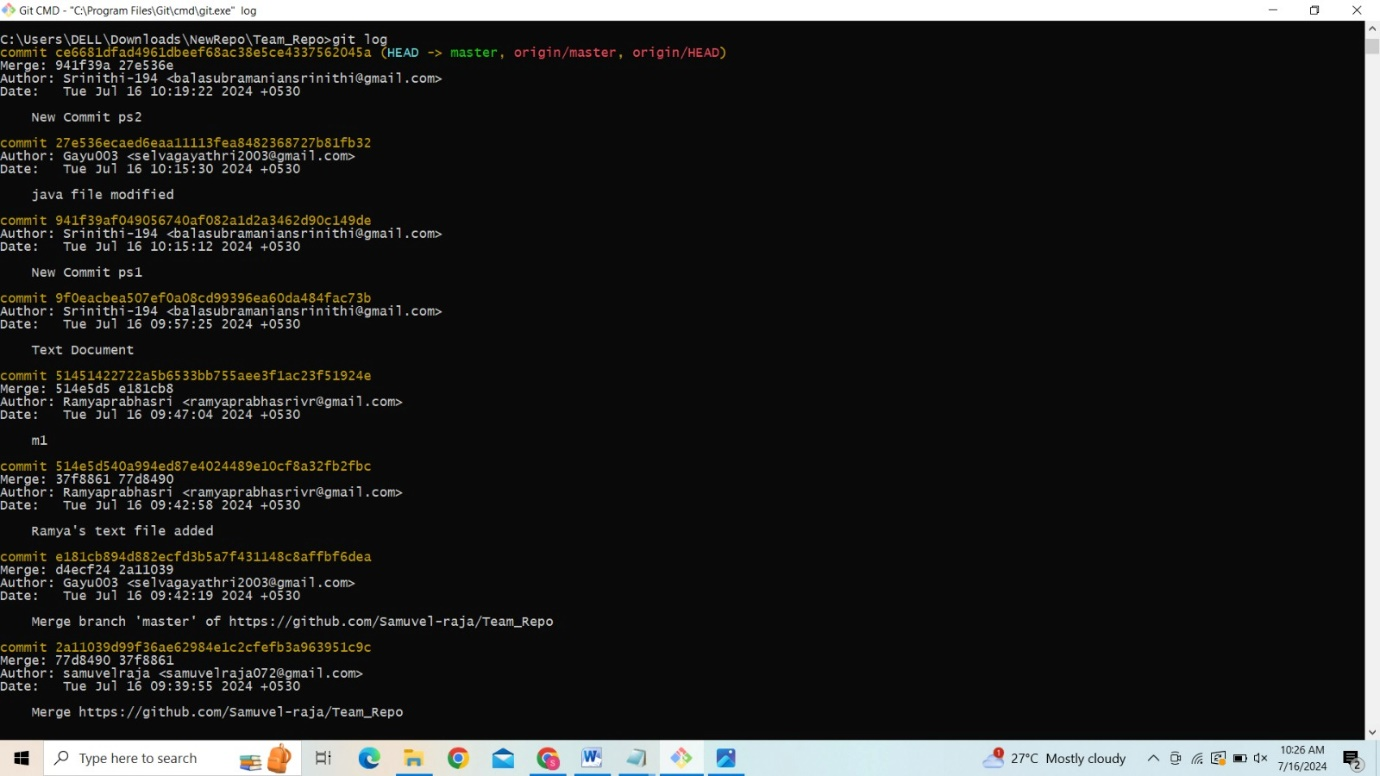 Git CMD - "C:\Program Files\Git\cmd\git.exe" log
C:\Users\DELL\Downloads\NewRepo\Team_Repo>git log
commit ce6681dfad4961dbeef68ac38e5ce4337562045a (HEAD -> master, origin/master, origin/HEAD)
Merge: 941f39a 27e536e
Author: Srinithi-194 <balasubramaniansrinithi@gmail.com>
Date:   Tue Jul 16 10:19:22 2024 +0530
New Commit ps2
commit 27e536ecaed6eaa11113fea8482368727b81fb32
Author: Gayu003 <selvagayathri2003@gmail.com>
Date:   Tue Jul 16 10:15:30 2024 +0530
java file modified
commit 941f39af049056740af082a1d2a3462d90c149de
Author: Srinithi-194 <balasubramaniansrinithi@gmail.com>
Date:   Tue Jul 16 10:15:12 2024 +0530
New Commit ps1
commit 9f0eacbea507ef0a08cd99396ea60da484fac73b
Author: Srinithi-194 <balasubramaniansrinithi@gmail.com>
Date:   Tue Jul 16 09:57:25 2024 +0530
Text Document
commit 51451422722a5b6533bb755aee3f1ac23f51924e
Merge: 514e5d5 e181cb8
Author: Ramyaprabhasri <ramyaprabhasrivr@gmail.com>
Date:   Tue Jul 16 09:47:04 2024 +0530
m1
commit 514e5d540a994ed87e4024489e10cf8a32fb2fbc
Merge: 37f8861 77d8490
Author: Ramyaprabhasri <ramyaprabhasrivr@gmail.com>
Date:   Tue Jul 16 09:42:58 2024 +0530
Ramya's text file added
commit e181cb894d882ecfd3b5a7f431148c8affbf6dea
Merge: d4ecf24 2a11039
Author: Gayu003 <selvagayathri2003@gmail.com>
Date:   Tue Jul 16 09:42:19 2024 +0530
Merge branch 'master' of https://github.com/Samuvel-raja/Team_Repo
commit 2a11039d99f36ae62984e1c2cfefb3a963951c9c
Merge: 77d8490 37f8861
Author: samuvelraja <samuvelraja072@gmail.com>
Date:   Tue Jul 16 09:39:55 2024 +0530
Merge https://github.com/Samuvel-raja/Team_Repo
Type here to search
27°C Mostly cloudy
10:26 AM
7/16/2024
2